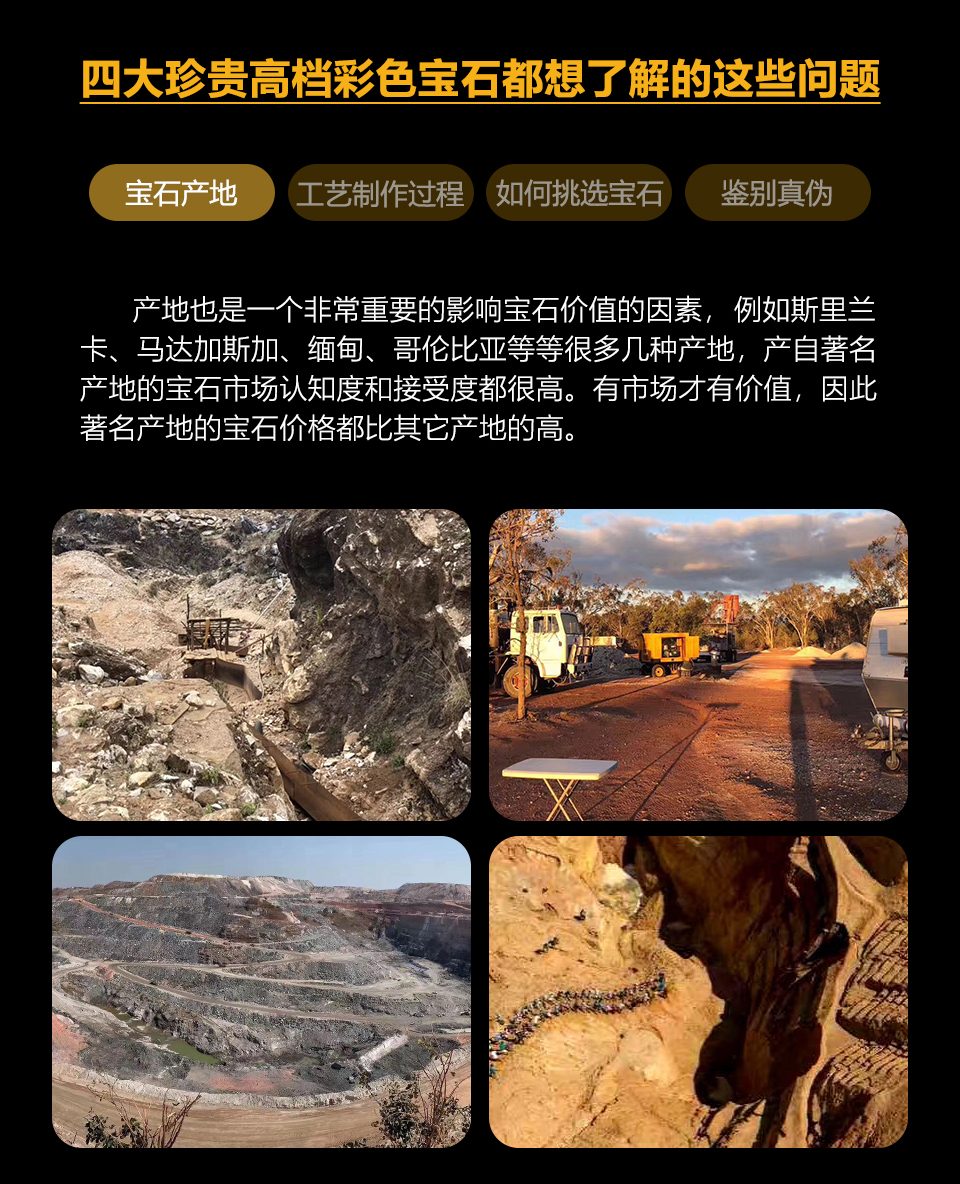 四大珍贵高档彩色宝石都想了解的这些问题
宝石产地
工艺制作过程
如何挑选宝石
鉴别真伪
产地也是一个非常重要的影响宝石价值的因素，例如斯里兰
卡、马达加斯加、缅甸、哥伦比亚等等很多几种产地，产自著名
产地的宝石市场认知度和接受度都很高。有市场才有价值，因此
著名产地的宝石价格都比其它产地的高。